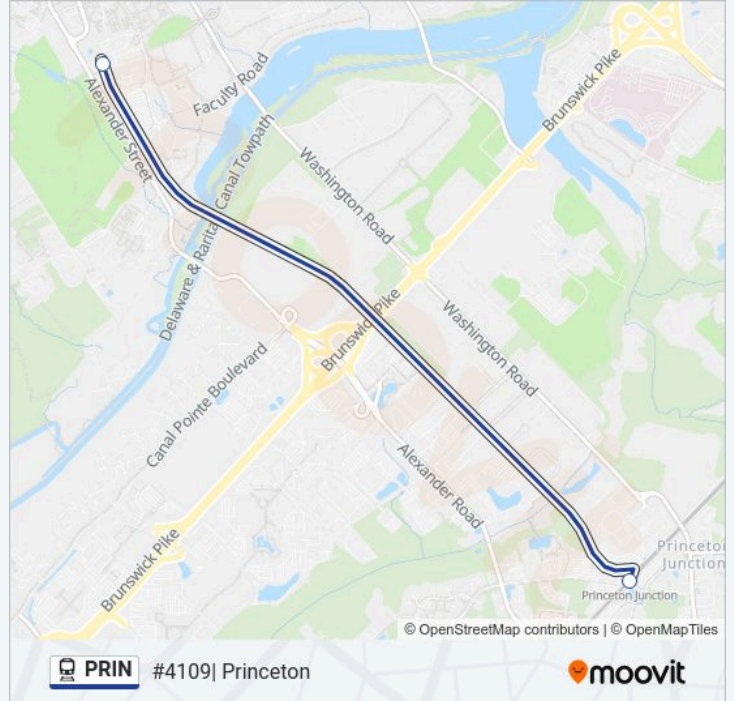 Faculty Road
Alexander Street
Brunswick Pike
Washington Road
Delaware & Raritan Canal Towpath
Brunswick Pike
Washington Road
Canal Pointe Boulevard
Alexander Road
Brunswick Pike
Princeton
Junction
Princeton Junction
© OpenStreetMap contributors | © OpenMapTiles
PRIN #4109| Princeton
moovit